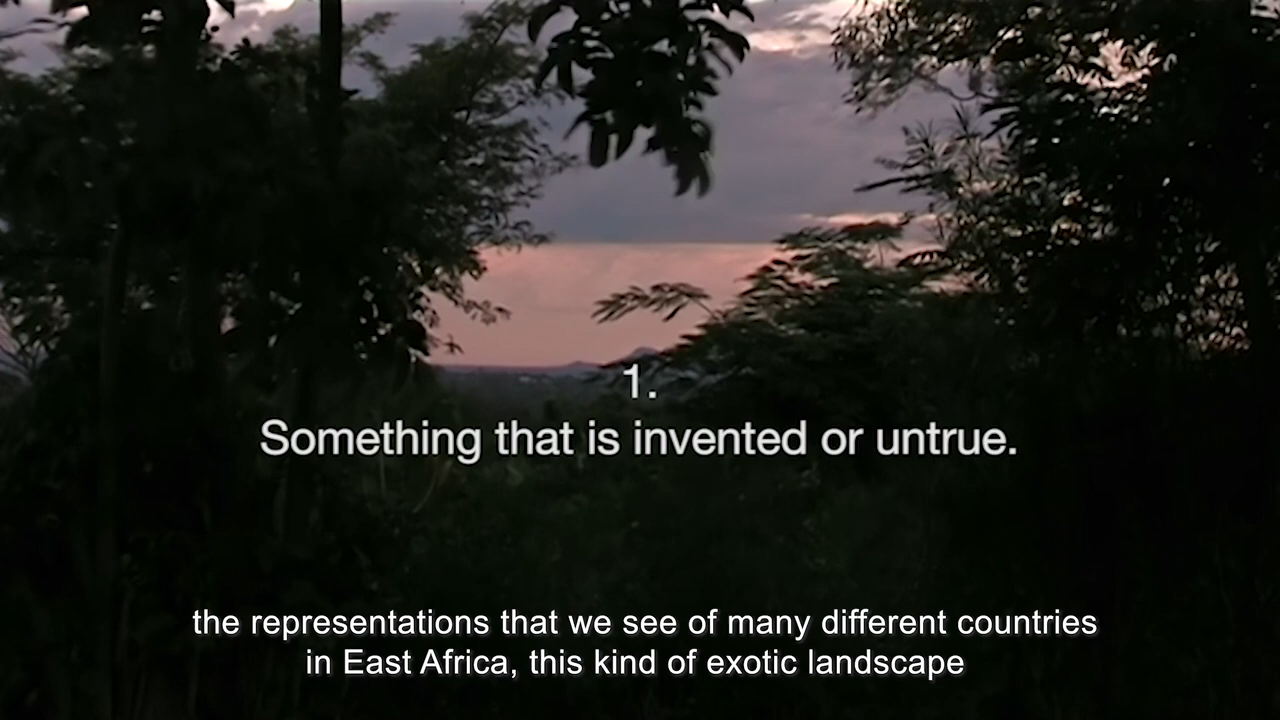 1.
Something that is invented or untrue.
the representations that we see of many different countries
in East Africa, this kind of exotic landscape